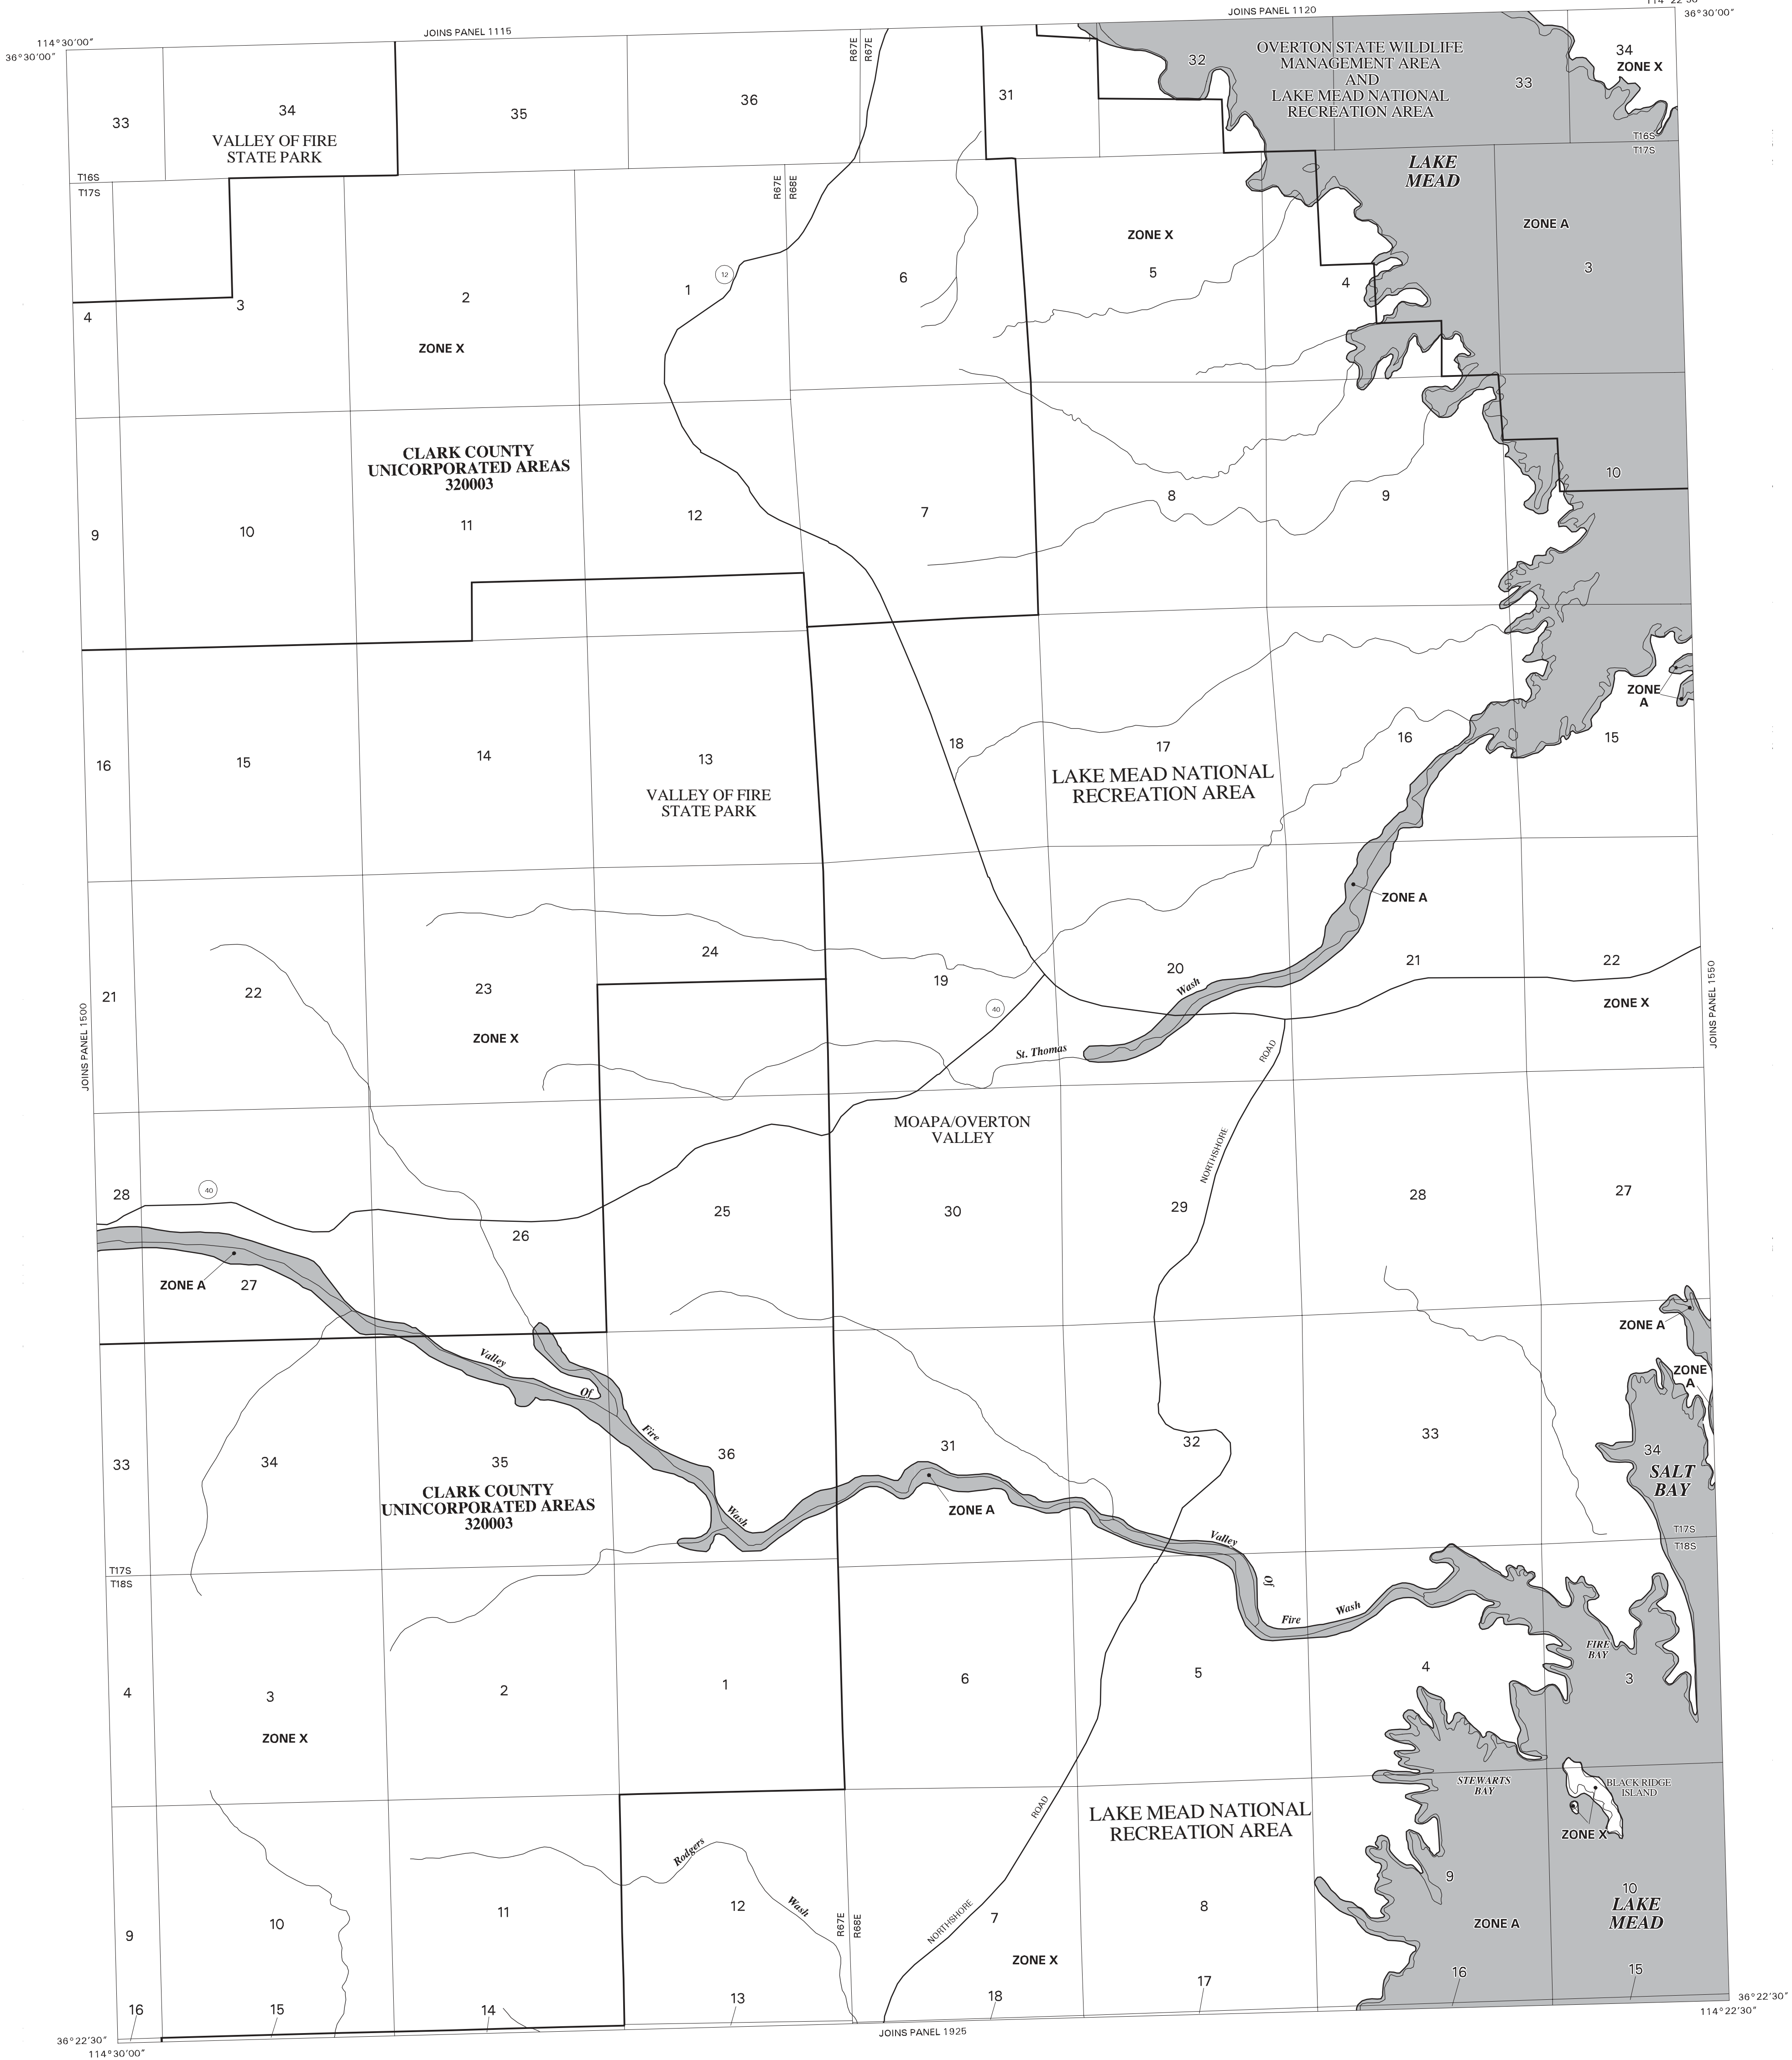 JOINS PANEL 1115
JOINS PANEL 1120
114°30'00"
36°30'00"
36°30'00"
R67E
R67E
33
34
VALLEY OF FIRE
STATE PARK
35
36
31
32
OVERTON STATE WILDLIFE
MANAGEMENT AREA
AND
LAKE MEAD NATIONAL
RECREATION AREA
33
34
ZONE X
T16S
T17S
T16S
T17S
R67E
R68E
LAKE
MEAD
ZONE A
ZONE X
12
4
3
2
1
6
5
4
3
ZONE X
CLARK COUNTY
UNICORPORATED AREAS
320003
9
10
11
12
7
8
9
10
ZONE
A
16
15
14
13
VALLEY OF FIRE
STATE PARK
18
17
LAKE MEAD NATIONAL
RECREATION AREA
16
15
ZONE A
21
22
23
ZONE X
24
19
40
20
Wash
St. Thomas
21
22
ZONE X
JOINS PANEL 1500
JOINS PANEL 1550
ROAD
NORTHSHORE
MOAPA/OVERTON
VALLEY
28
40
27
ZONE A
26
25
30
29
28
27
ZONE A
ZONE
A
Valley
Of
Fire
Wash
33
34
35
CLARK COUNTY
UNINCORPORATED AREAS
320003
36
31
ZONE A
32
33
34
SALT
BAY
T17S
T18S
T17S
T18S
Valley
Of
Fire
Wash
FIRE
BAY
4
3
ZONE X
2
1
6
5
4
3
STEWARTS
BAY
BLACK RIDGE
ISLAND
ZONE X
LAKE MEAD NATIONAL
RECREATION AREA
ROAD
NORTHSHORE
Rodgers
Wash
9
10
11
12
R67E
R68E
7
ZONE X
8
9
ZONE A
10
LAKE
MEAD
16
15
14
13
18
17
16
15
36°22'30"
114°30'00"
JOINS PANEL 1925
36°22'30"
114°22'30"